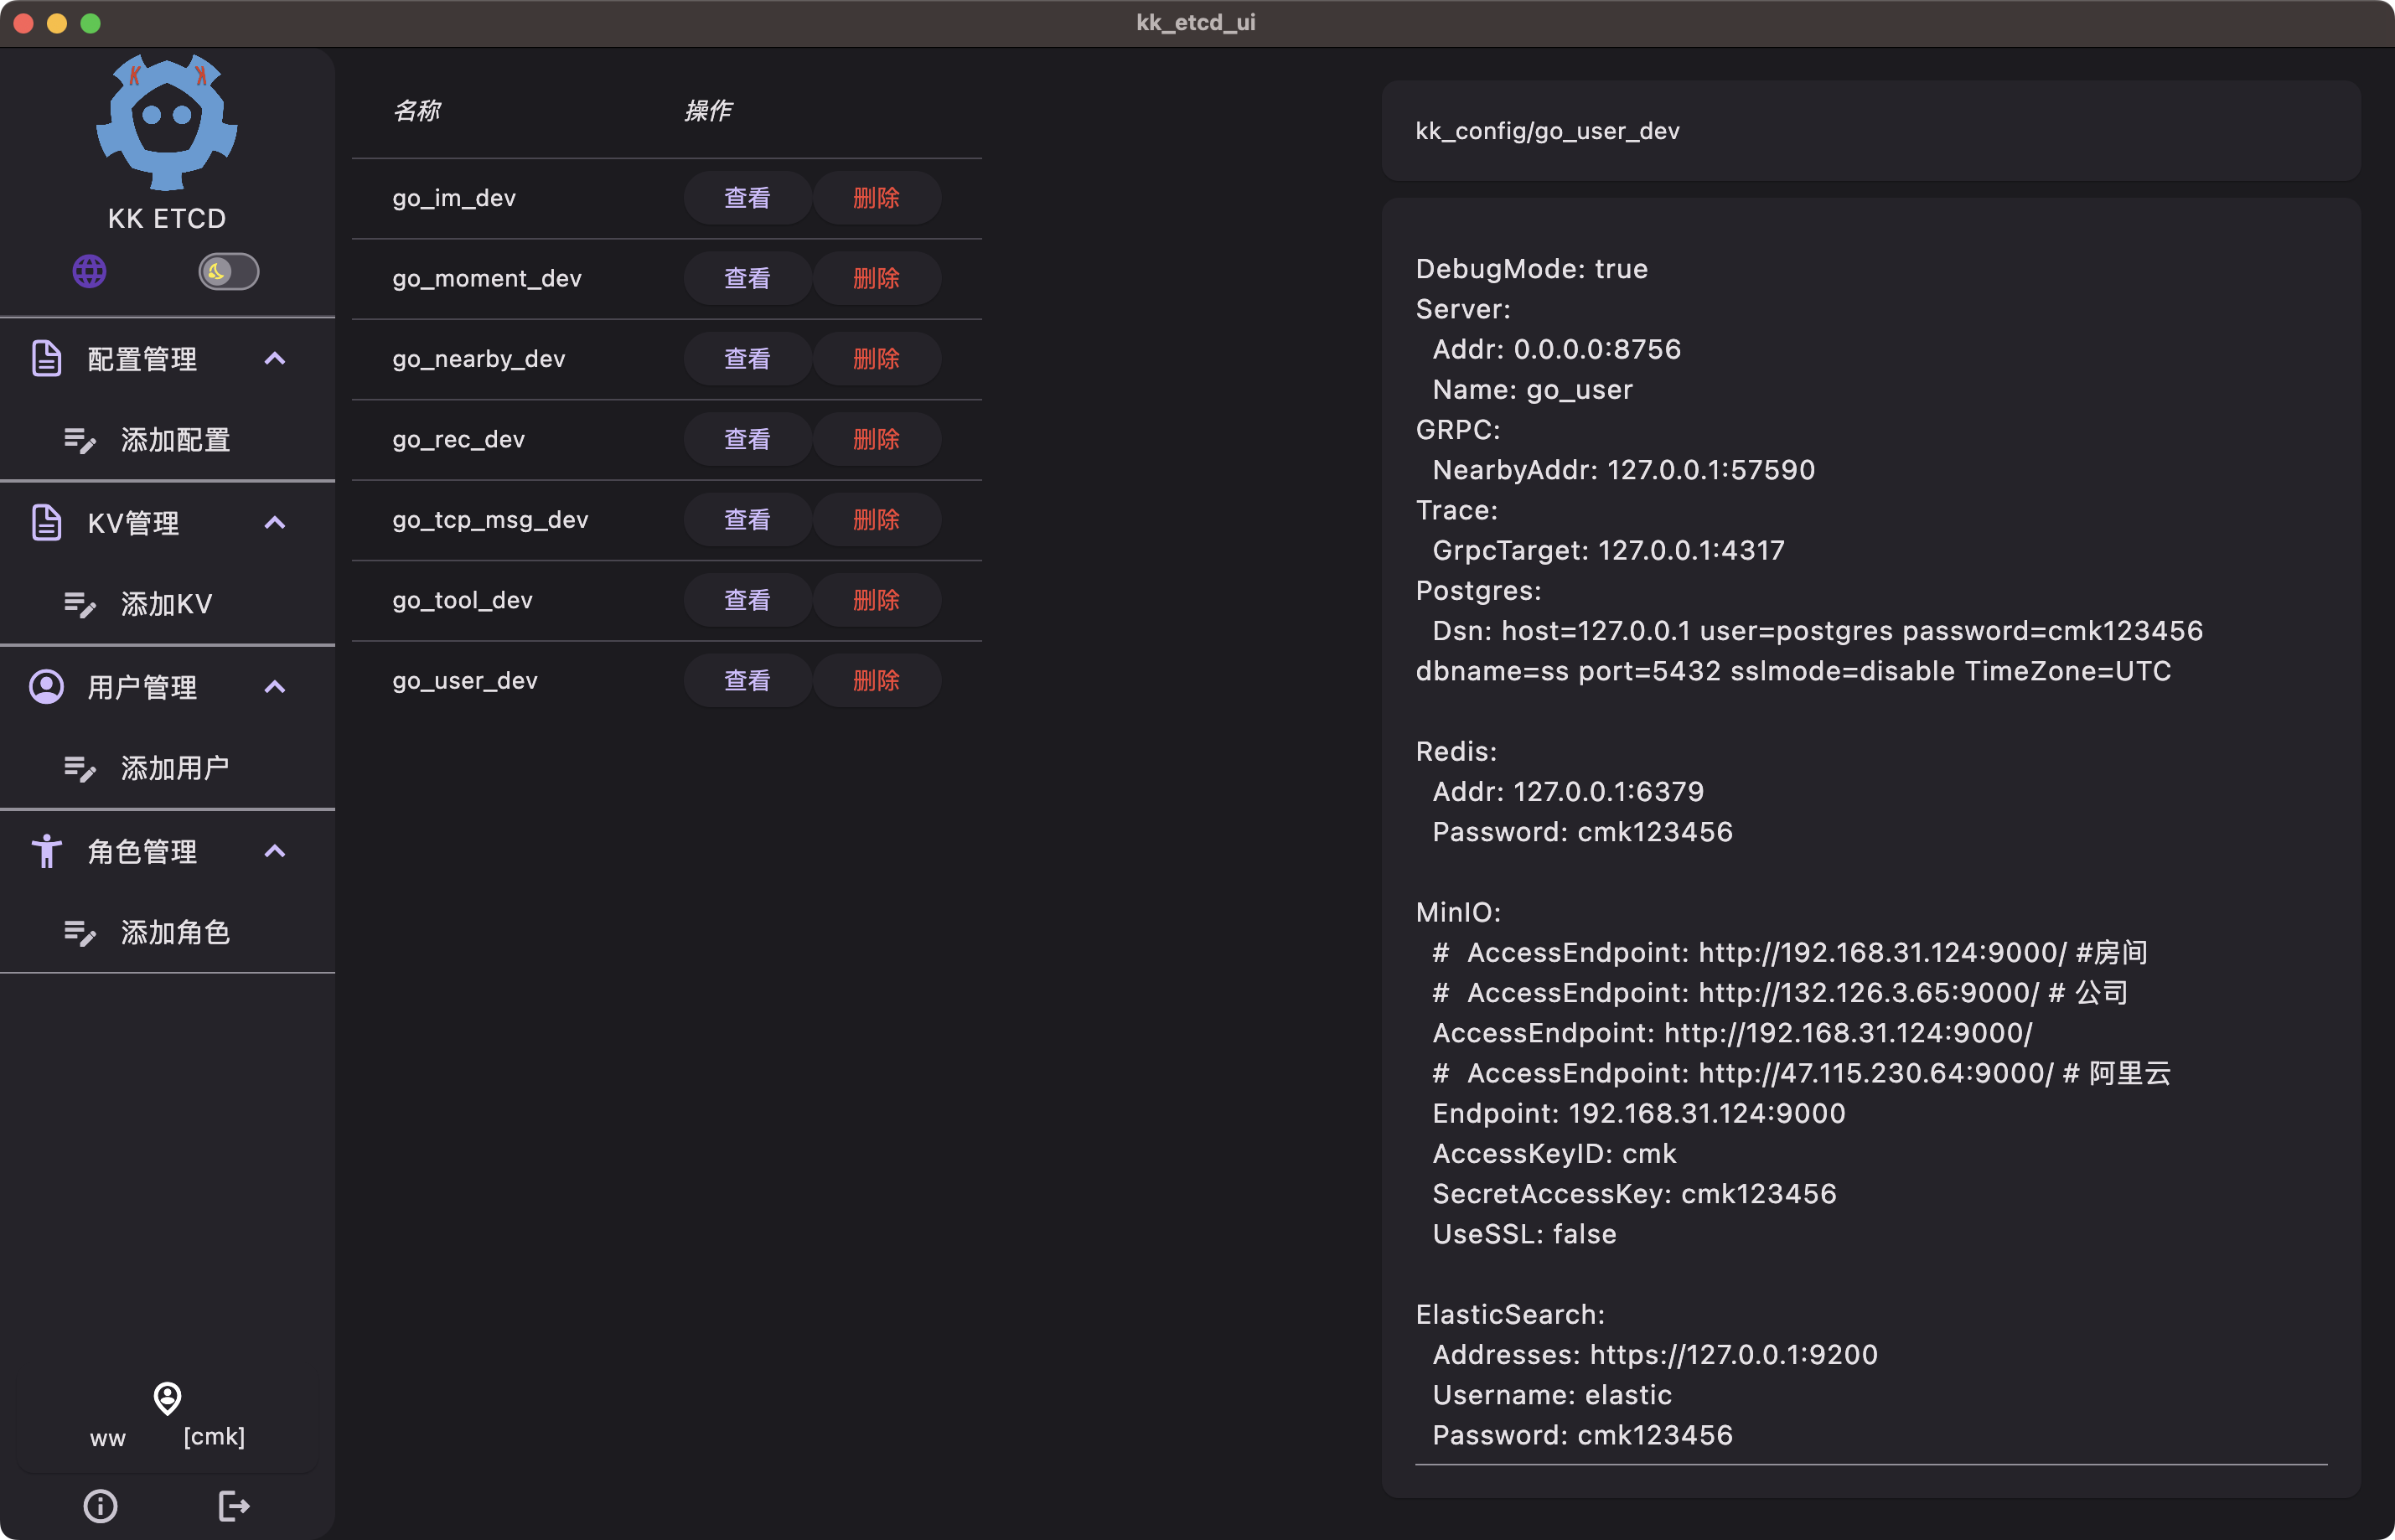 kk_etcd_ui
K K
KK ETCD
配置管理
添加配置
KV管理
添加KV
用户管理
添加用户
角色管理
添加角色
ww [cmk]
名称 操作
go_im_dev 查看 删除
go_moment_dev 查看 删除
go_nearby_dev 查看 删除
go_rec_dev 查看 删除
go_tcp_msg_dev 查看 删除
go_tool_dev 查看 删除
go_user_dev 查看 删除
kk_config/go_user_dev
DebugMode: true
Server:
  Addr: 0.0.0.0:8756
  Name: go_user
GRPC:
  NearbyAddr: 127.0.0.1:57590
Trace:
  GrpcTarget: 127.0.0.1:4317
Postgres:
  Dsn: host=127.0.0.1 user=postgres password=cmk123456
dbname=ss port=5432 sslmode=disable TimeZone=UTC
Redis:
  Addr: 127.0.0.1:6379
  Password: cmk123456
MinIO:
  #  AccessEndpoint: http://192.168.31.124:9000/ #房间
  #  AccessEndpoint: http://132.126.3.65:9000/ # 公司
  AccessEndpoint: http://192.168.31.124:9000/
  #  AccessEndpoint: http://47.115.230.64:9000/ # 阿里云
  Endpoint: 192.168.31.124:9000
  AccessKeyID: cmk
  SecretAccessKey: cmk123456
  UseSSL: false
ElasticSearch:
  Addresses: https://127.0.0.1:9200
  Username: elastic
  Password: cmk123456